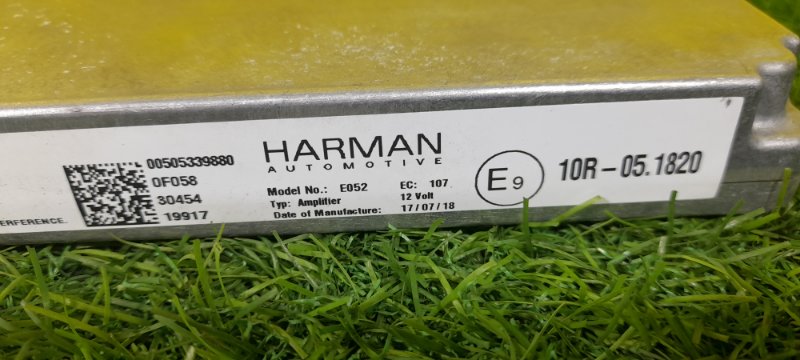 ERFERENCE.
00505339880
0F058
30454
19917
HARMAN
AUTOMOTIVE
Model No.: E052 EC: 107
Typ: Amplifier 12 Volt
Date of Manufacture: 17/07/18
E9
10R-05.1820